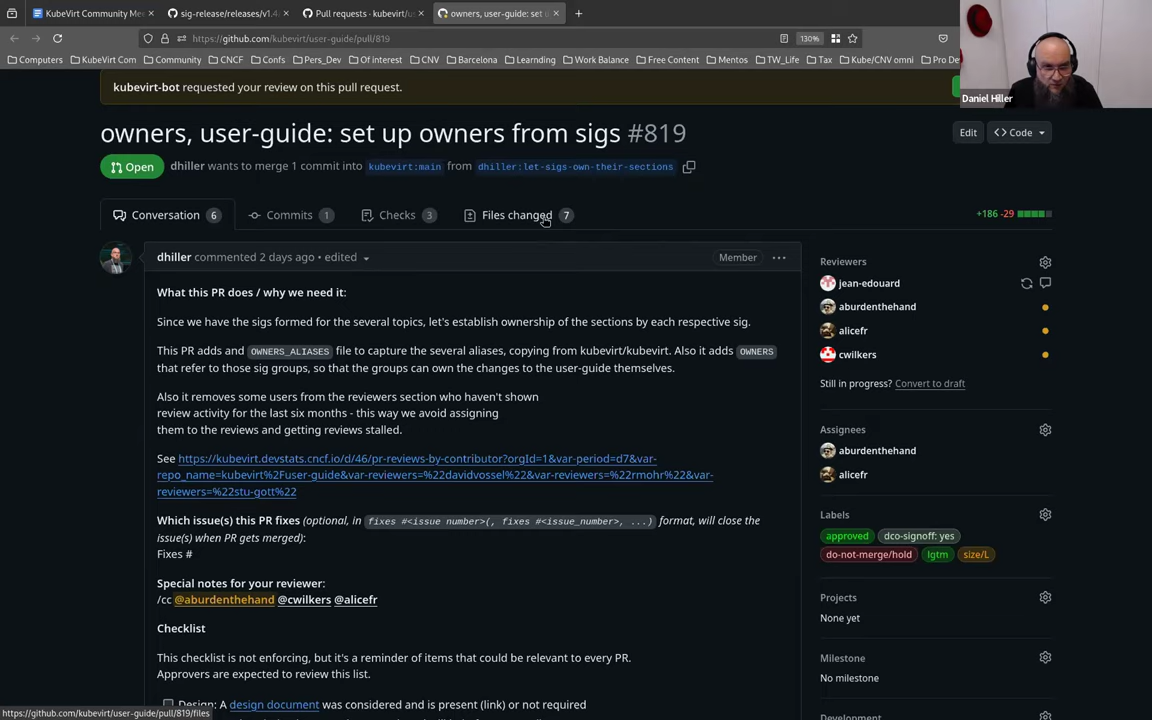 KubeVirt Community Me
sig-release/releases/v1.4
Pull requests · kubevirt/u
owners, user-guide: set u
https://github.com/kubevirt/user-guide/pull/819
130%
Computers
KubeVirt Com
Community
CNCF
Confs
Pers_Dev
Of interest
CNV
Barcelona
Learnding
Work Balance
Free Content
Mentos
TW_Life
Tax
Kube/CNV omni
Pro De
Daniel Hiller
kubevirt-bot requested your review on this pull request.
owners, user-guide: set up owners from sigs #819
Edit
<> Code
Open
dhiller wants to merge 1 commit into kubevirt:main from dhiller:let-sigs-own-their-sections
Conversation 6
Commits 1
Checks 3
Files changed 7
+186 -29
dhiller commented 2 days ago • edited
Member
What this PR does / why we need it:
Since we have the sigs formed for the several topics, let's establish ownership of the sections by each respective sig.
This PR adds and OWNERS_ALIASES file to capture the several aliases, copying from kubevirt/kubevirt. Also it adds OWNERS
that refer to those sig groups, so that the groups can own the changes to the user-guide themselves.
Also it removes some users from the reviewers section who haven't shown
review activity for the last six months - this way we avoid assigning
them to the reviews and getting reviews stalled.
See https://kubevirt.devstats.cncf.io/d/46/pr-reviews-by-contributor?orgId=1&var-period=d7&var-
repo_name=kubevirt%2Fuser-guide&var-reviewers=%22davidvossel%22&var-reviewers=%22rmohr%22&var-
reviewers=%22stu-gott%22
Which issue(s) this PR fixes (optional, in fixes #<issue number>(, fixes #<issue_number>, ...) format, will close the
issue(s) when PR gets merged):
Fixes #
Special notes for your reviewer:
/cc @aburdenthehand @cwilkers @alicefr
Checklist
This checklist is not enforcing, but it's a reminder of items that could be relevant to every PR.
Approvers are expected to review this list.
Design: A design document was considered and is present (link) or not required
Reviewers
jean-edouard
aburdenthehand
alicefr
cwilkers
Still in progress? Convert to draft
Assignees
aburdenthehand
alicefr
Labels
approved
dco-signoff: yes
do-not-merge/hold
lgtm
size/L
Projects
None yet
Milestone
No milestone
Development
https://github.com/kubevirt/user-guide/pull/819/files